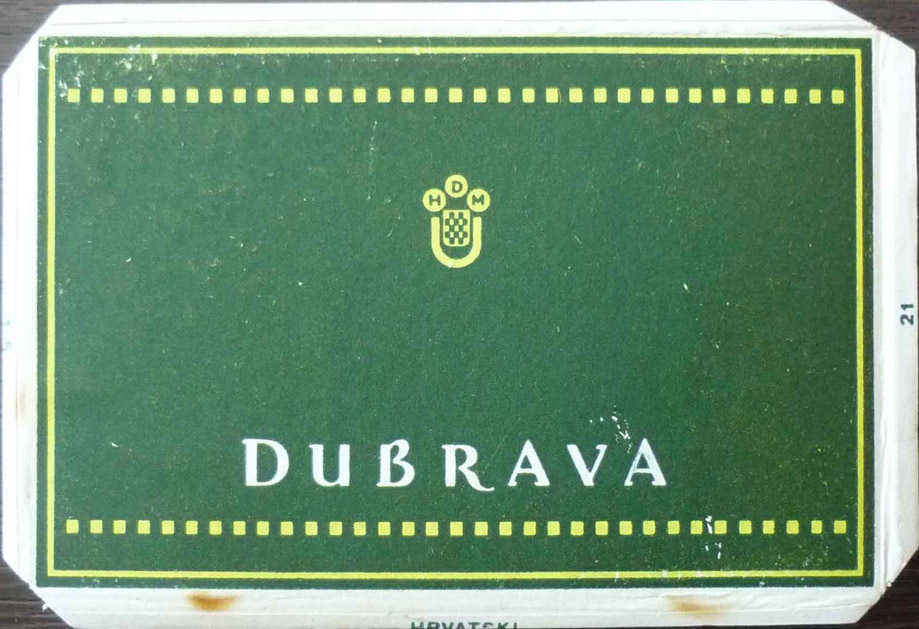 H D M
DUBRAVA
21
HRVATSKI